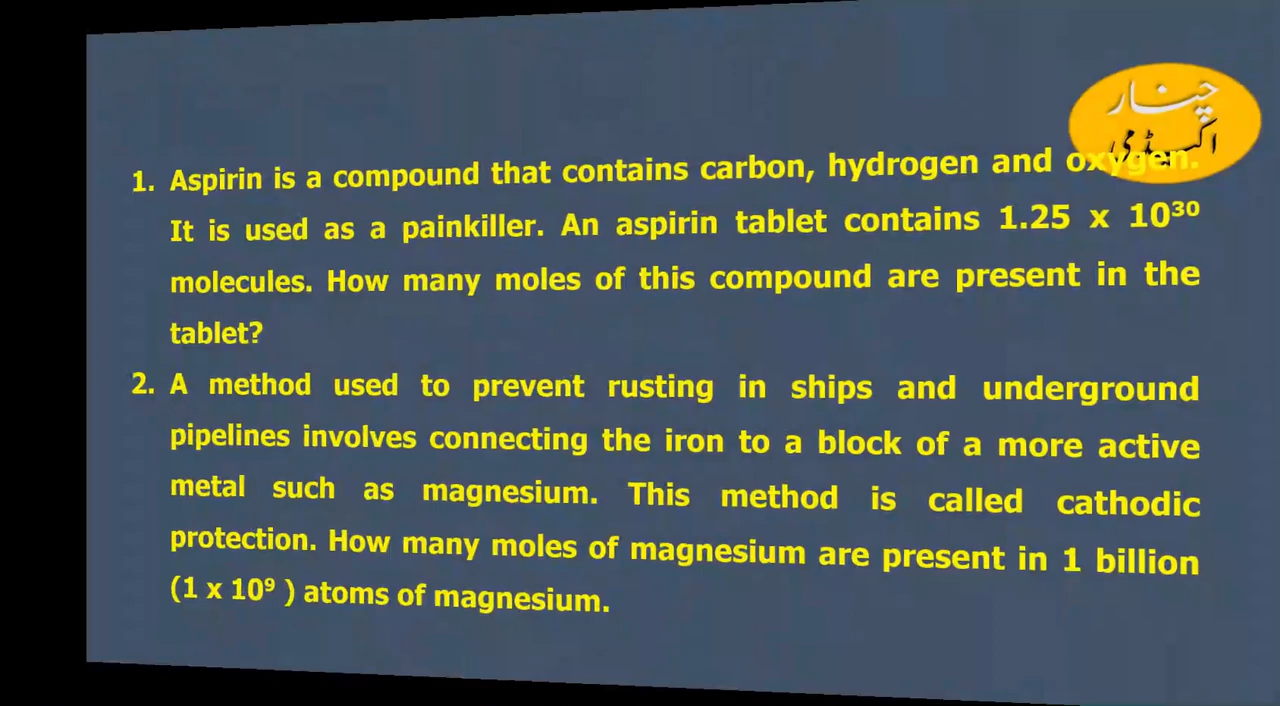 چنار
اکیڈمی
1. Aspirin is a compound that contains carbon, hydrogen and oxygen.
It is used as a painkiller. An aspirin tablet contains 1.25 x 10³⁰
molecules. How many moles of this compound are present in the
tablet?
2. A method used to prevent rusting in ships and underground
pipelines involves connecting the iron to a block of a more active
metal such as magnesium. This method is called cathodic
protection. How many moles of magnesium are present in 1 billion
(1 x 10⁹ ) atoms of magnesium.